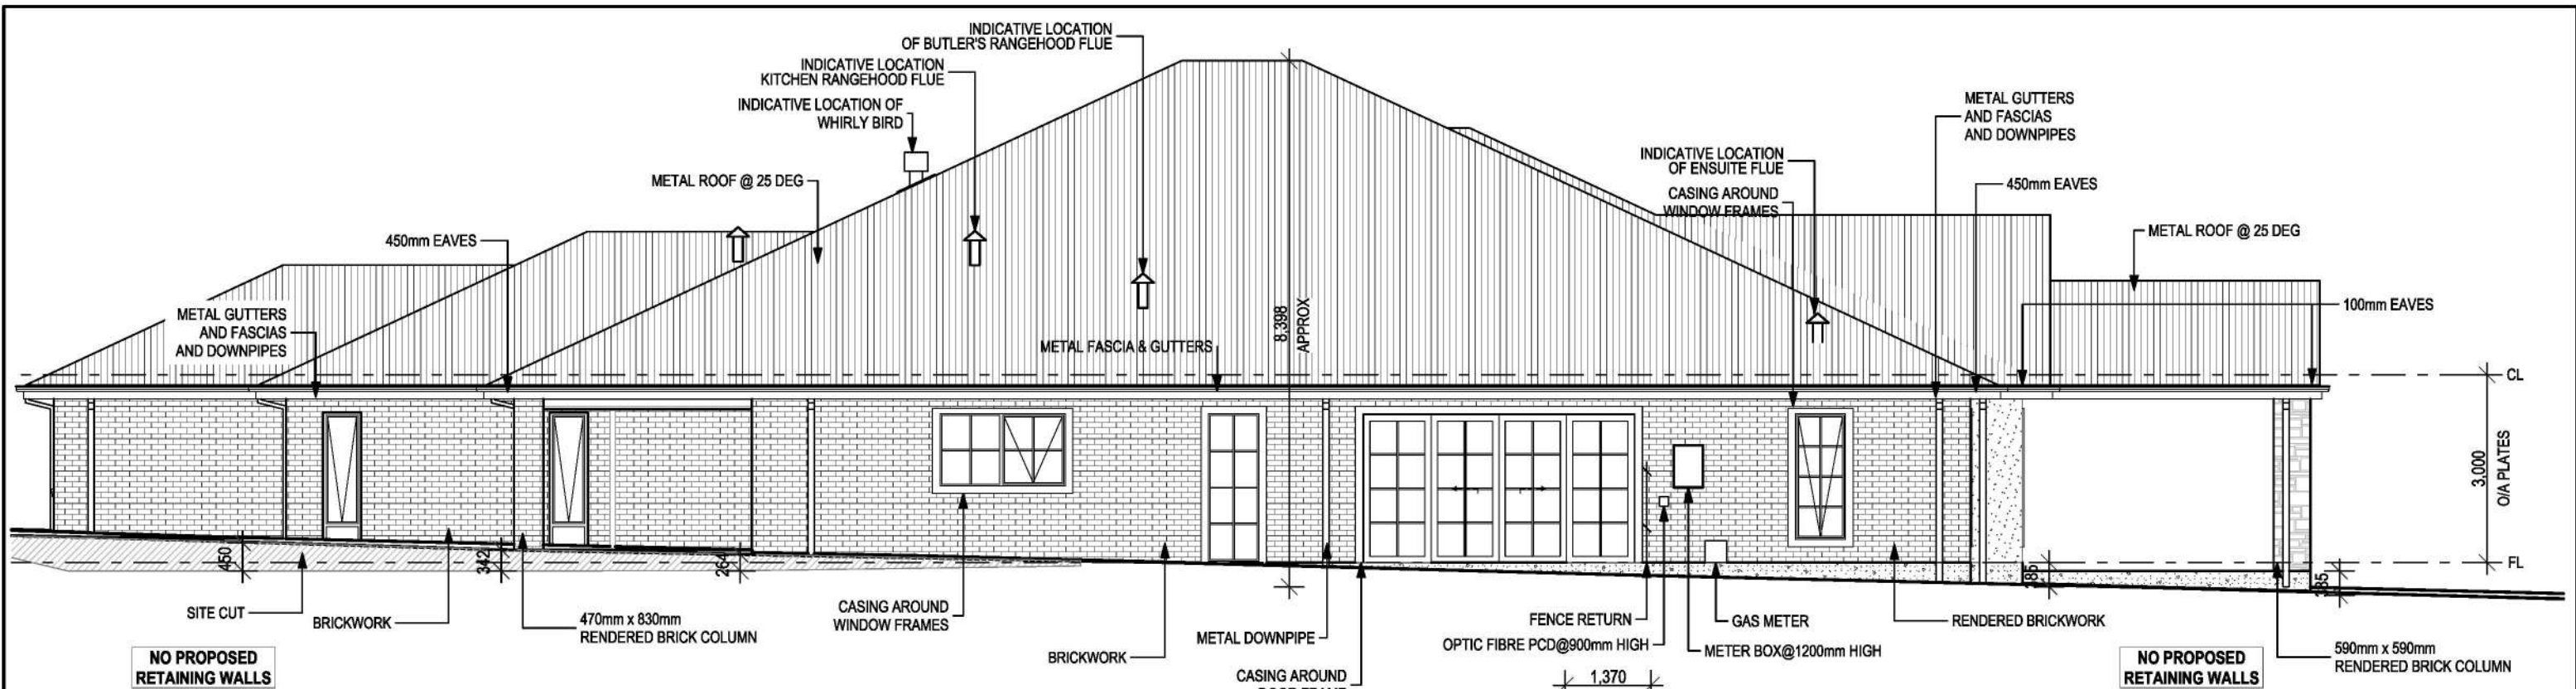 INDICATIVE LOCATION
OF BUTLER'S RANGEHOOD FLUE
INDICATIVE LOCATION
KITCHEN RANGEHOOD FLUE
INDICATIVE LOCATION OF
WHIRLY BIRD
METAL ROOF @ 25 DEG
450mm EAVES
METAL GUTTERS
AND FASCIAS
AND DOWNPIPES
METAL FASCIA & GUTTERS
8,398
APPROX
METAL GUTTERS
AND FASCIAS
AND DOWNPIPES
INDICATIVE LOCATION
OF ENSUITE FLUE
CASING AROUND
WINDOW FRAMES
450mm EAVES
METAL ROOF @ 25 DEG
100mm EAVES
CL
3,000
O/A PLATES
FL
450
342
264
SITE CUT
BRICKWORK
470mm x 830mm
RENDERED BRICK COLUMN
CASING AROUND
WINDOW FRAMES
BRICKWORK
METAL DOWNPIPE
CASING AROUND
FENCE RETURN
OPTIC FIBRE PCD@900mm HIGH
GAS METER
METER BOX@1200mm HIGH
RENDERED BRICKWORK
590mm x 590mm
RENDERED BRICK COLUMN
1,370
NO PROPOSED
RETAINING WALLS
NO PROPOSED
RETAINING WALLS